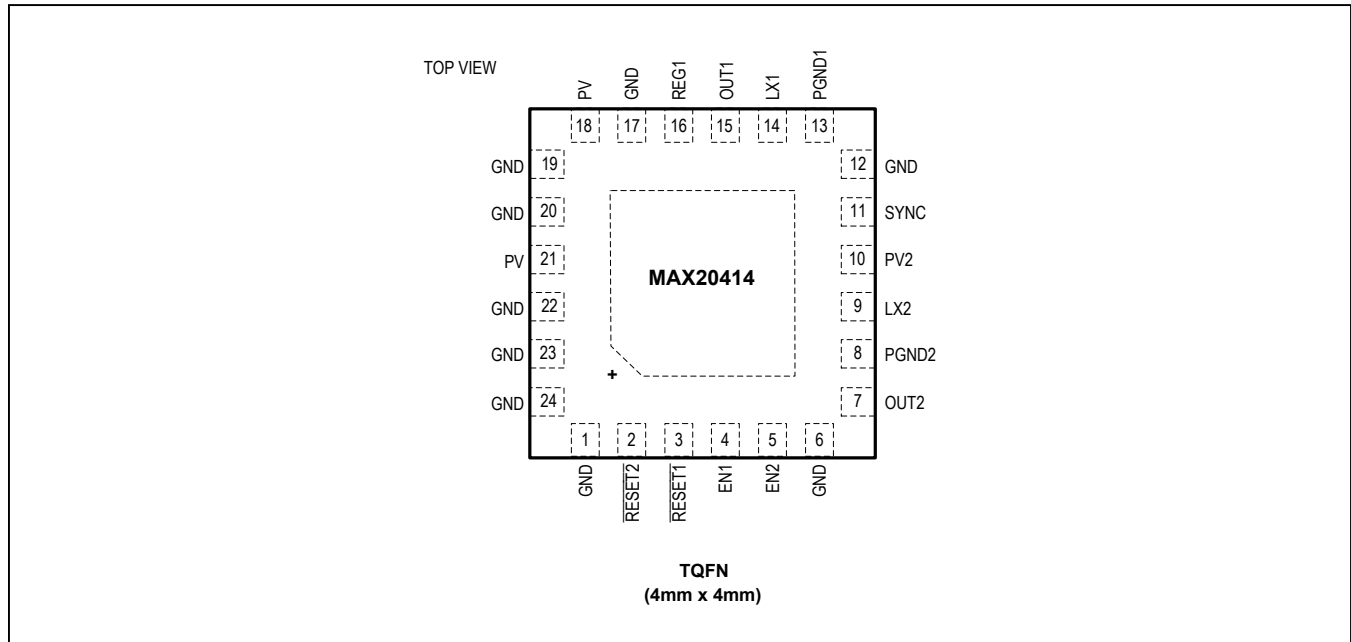 TOP VIEW
PV
GND
REG1
OUT1
LX1
PGND1
18
17
16
15
14
13
GND 19
12 GND
GND 20
11 SYNC
PV 21
10 PV2
MAX20414
GND 22
9 LX2
GND 23
8 PGND2
+
GND 24
7 OUT2
1
2
3
4
5
6
GND
RESET2
RESET1
EN1
EN2
GND
TQFN
(4mm x 4mm)